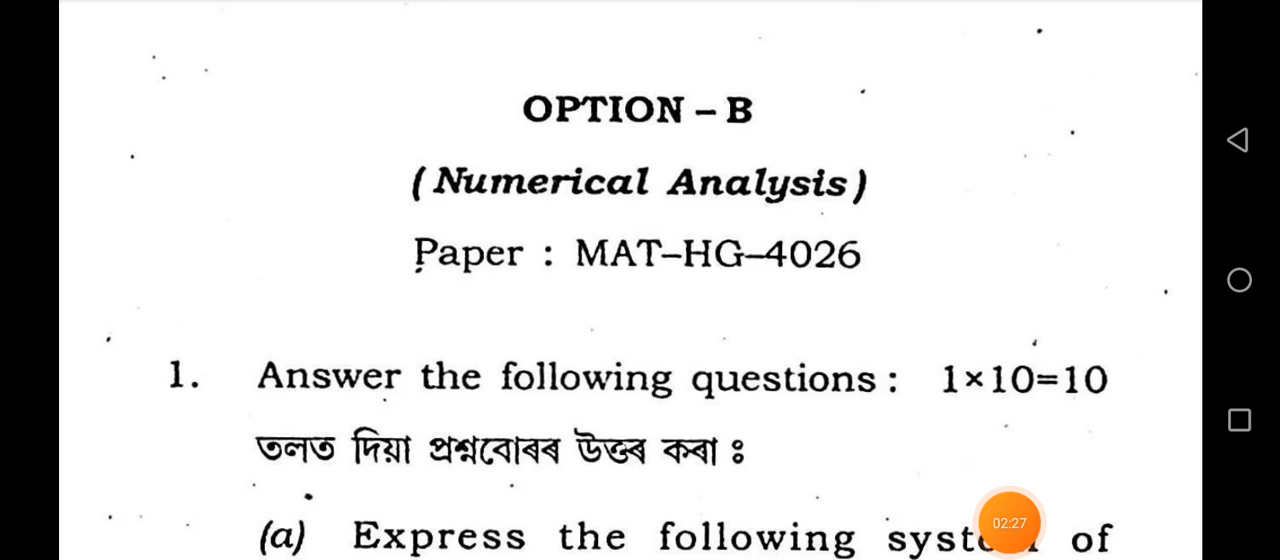 OPTION – B
(Numerical Analysis)
Paper : MAT–HG–4026
1. Answer the following questions : 1×10=10
তলত দিয়া প্ৰশ্নবোৰৰ উত্তৰ কৰা ঃ
(a) Express the following of
02:27